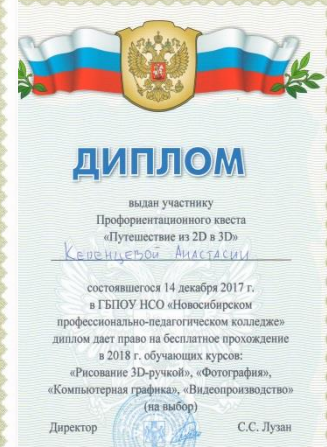 ДИПЛОМ
выдан участнику
Профориентационного квеста
«Путешествие из 2D в 3D»
Керенцевой Анастасии
состоявшегося 14 декабря 2017 г.
в ГБПОУ НСО «Новосибирском
профессионально-педагогическом колледже»
диплом дает право на бесплатное прохождение
в 2018 г. обучающих курсов:
«Рисование 3D-ручкой», «Фотография»,
«Компьютерная графика», «Видеопроизводство»
(на выбор)
Директор С.С. Лузан